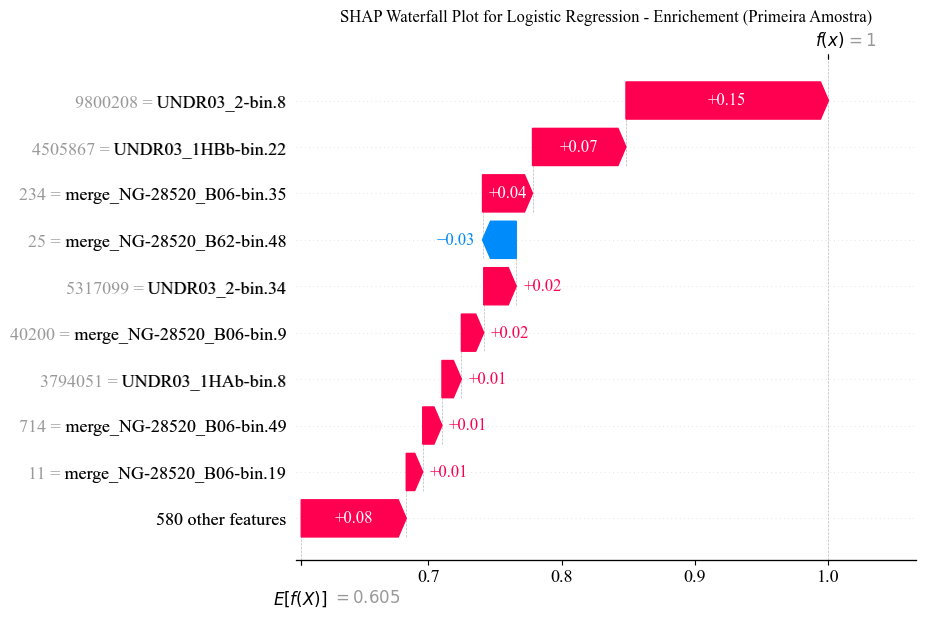 SHAP Waterfall Plot for Logistic Regression - Enrichement (Primeira Amostra)
f(x) = 1
9800208 = UNDR03_2-bin.8
+0.15
4505867 = UNDR03_1HBb-bin.22
+0.07
234 = merge_NG-28520_B06-bin.35
+0.04
25 = merge_NG-28520_B62-bin.48
−0.03
5317099 = UNDR03_2-bin.34
+0.02
40200 = merge_NG-28520_B06-bin.9
+0.02
3794051 = UNDR03_1HAb-bin.8
+0.01
714 = merge_NG-28520_B06-bin.49
+0.01
11 = merge_NG-28520_B06-bin.19
+0.01
580 other features
+0.08
0.7 0.8 0.9 1.0
E[f(X)] = 0.605